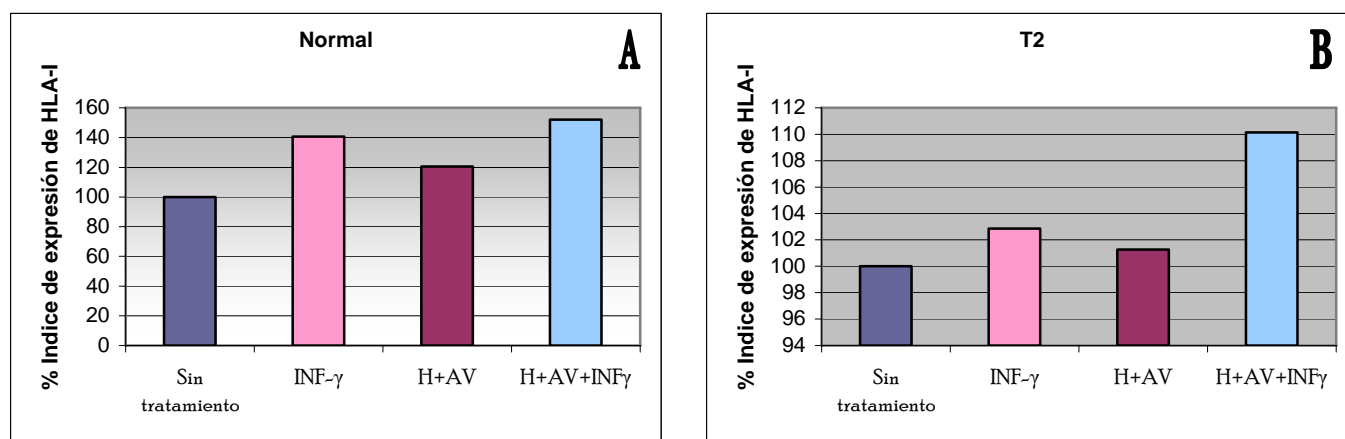 Normal
A
% Indice de expresión de HLA-I
160
140
120
100
80
60
40
20
0
Sin
tratamiento
INF-γ
H+AV
H+AV+INFγ
T2
B
% Indice de expresión de HLA-I
112
110
108
106
104
102
100
98
96
94
Sin
tratamiento
INF-γ
H+AV
H+AV+INFγ